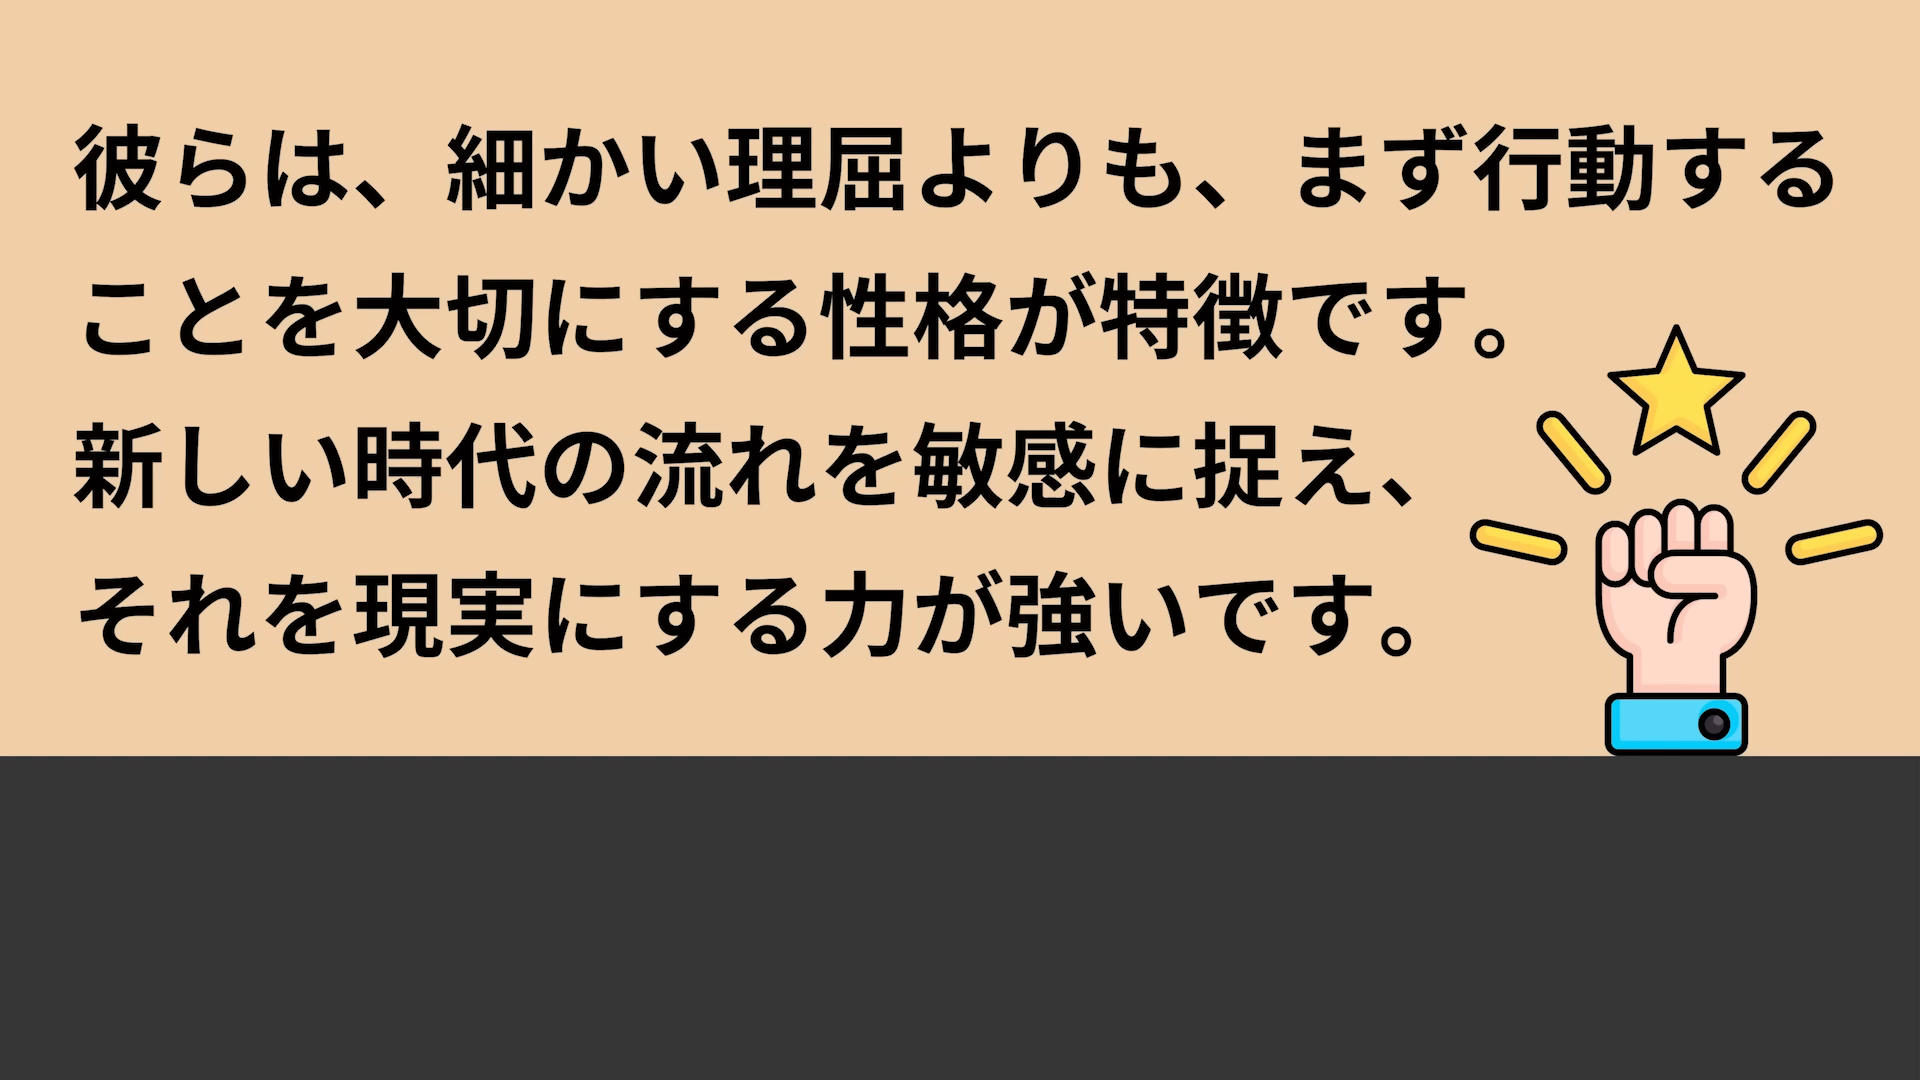 彼らは、細かい理屈よりも、まず行動する
ことを大切にする性格が特徴です。
新しい時代の流れを敏感に捉え、
それを現実にする力が強いです。